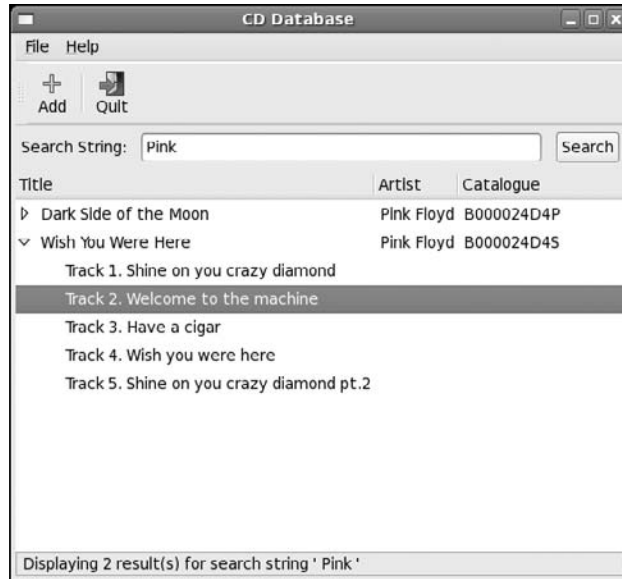 CD Database
File Help
Add Quit
Search String: Pink Search
Title Artist Catalogue
Dark Side of the Moon Pink Floyd B000024D4P
Wish You Were Here Pink Floyd B000024D4S
Track 1. Shine on you crazy diamond
Track 2. Welcome to the machine
Track 3. Have a cigar
Track 4. Wish you were here
Track 5. Shine on you crazy diamond pt.2
Displaying 2 result(s) for search string ' Pink '